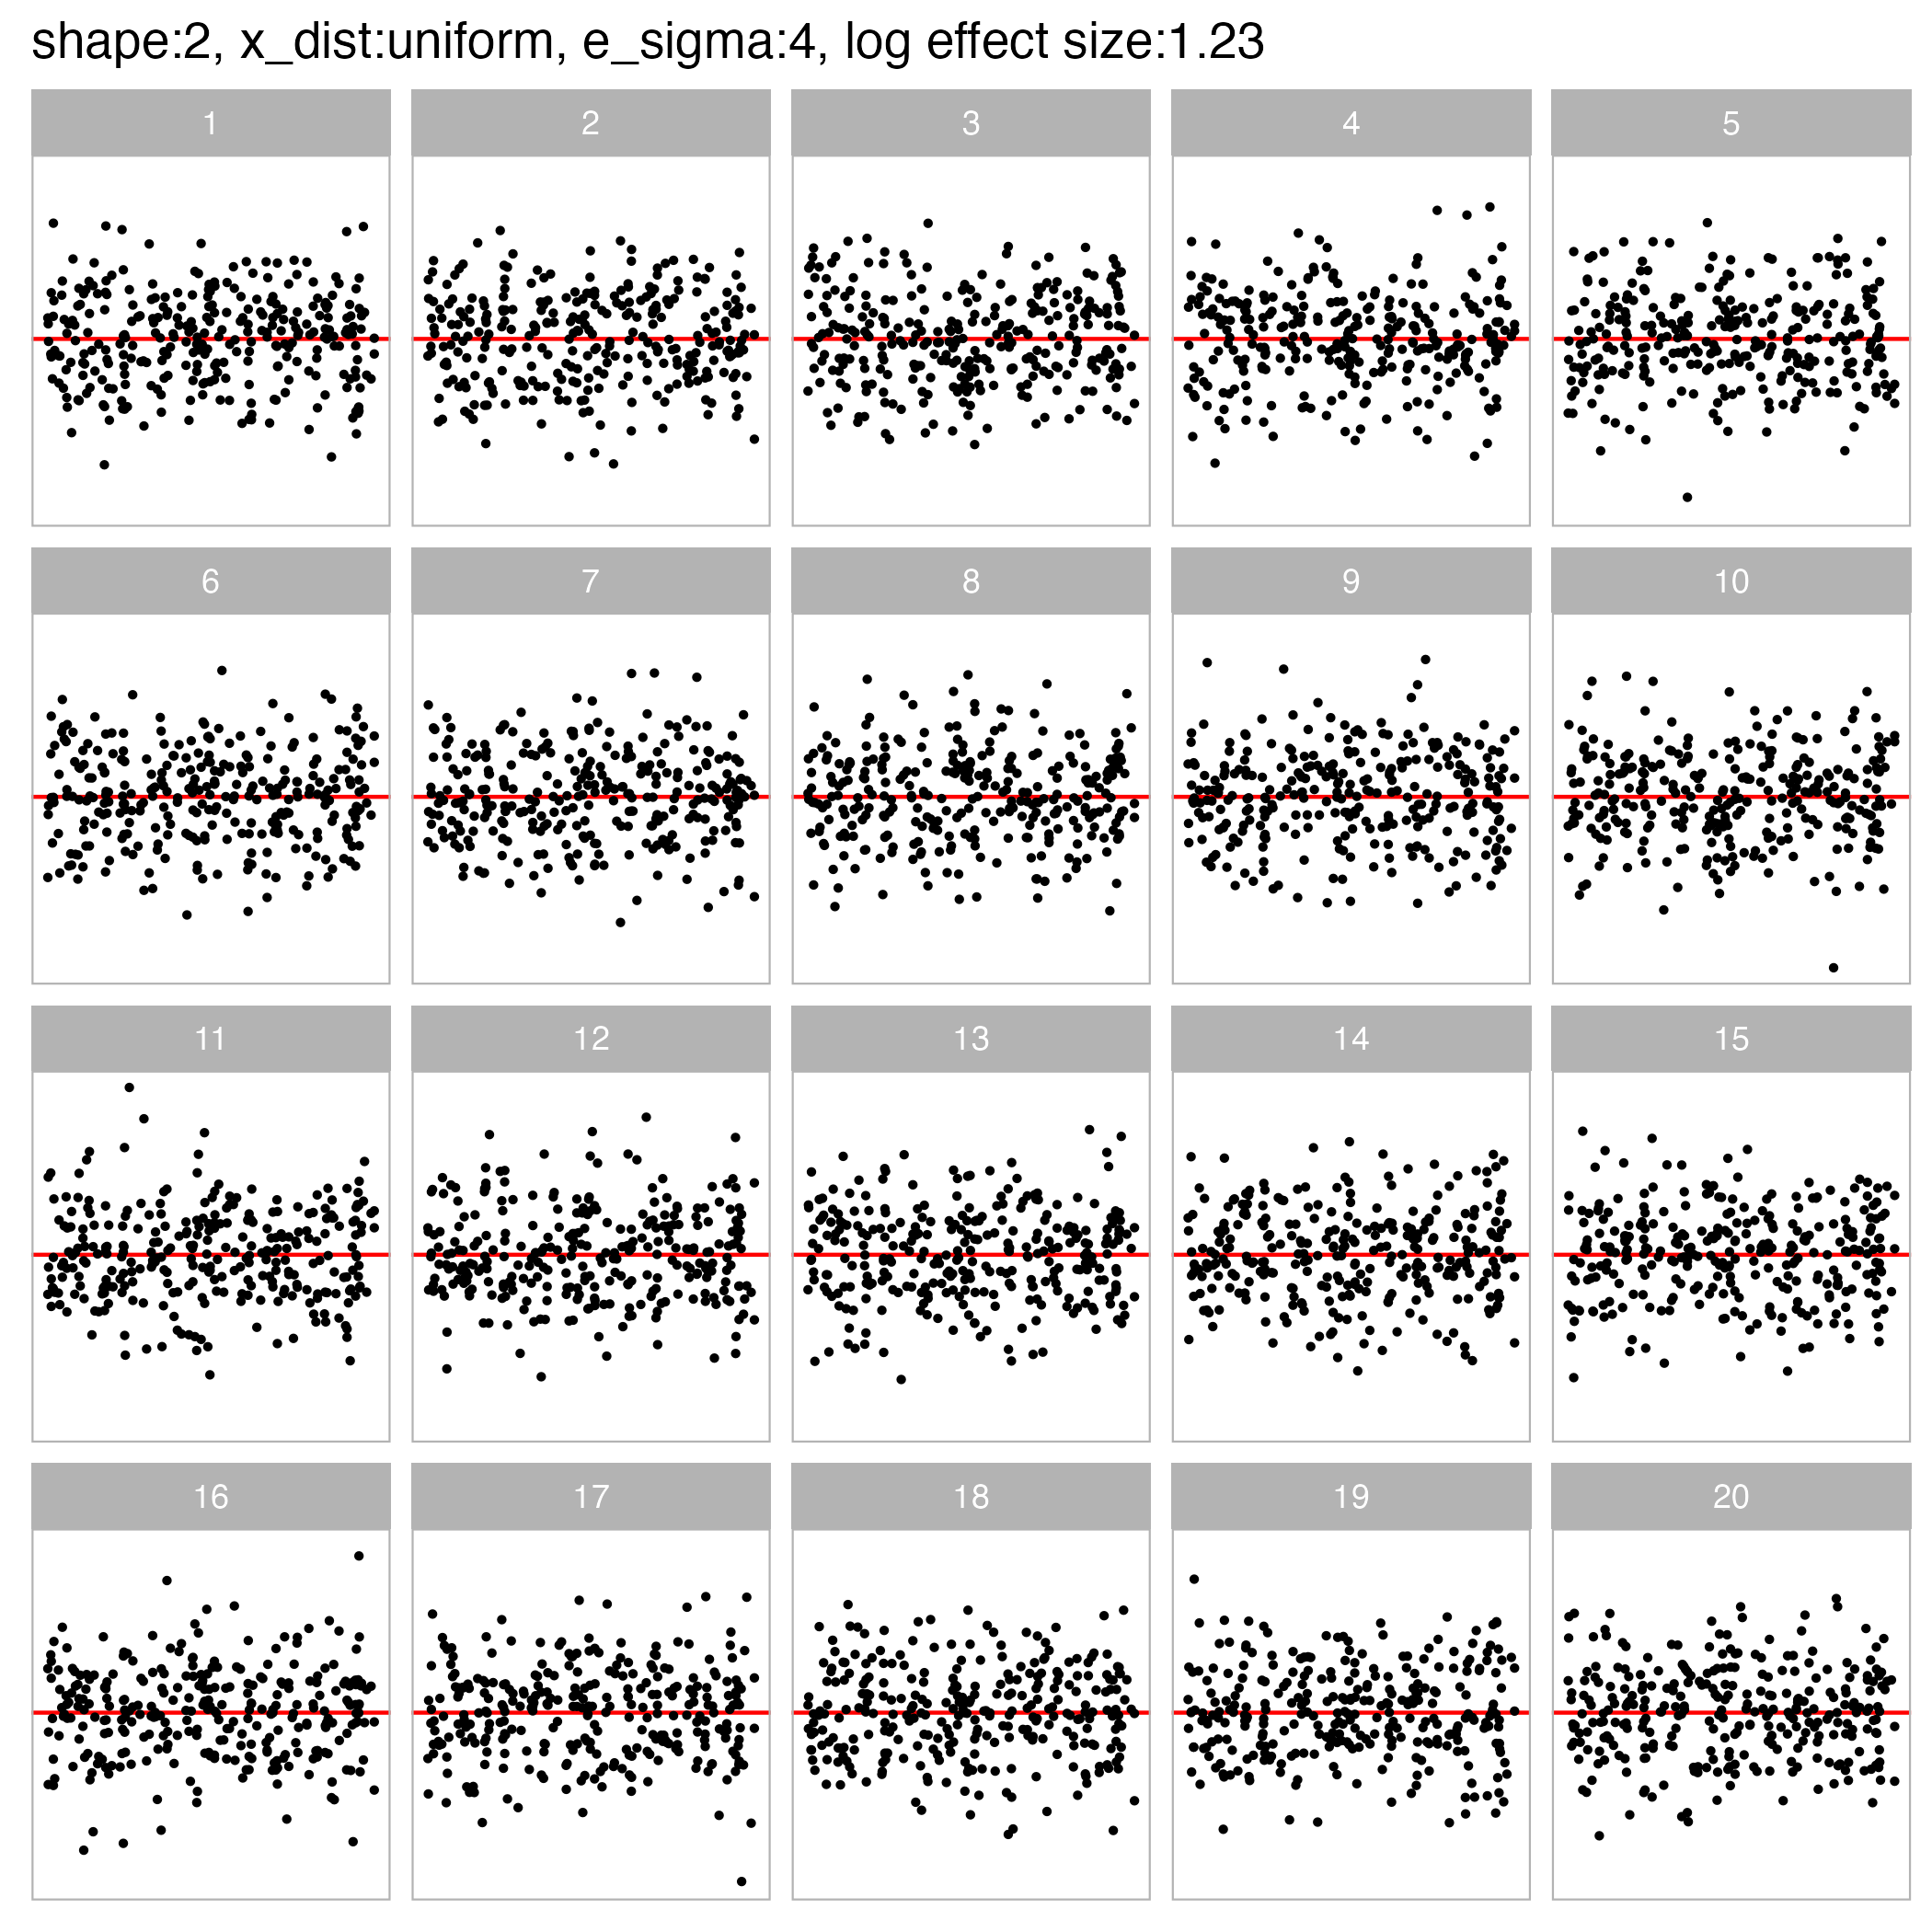 shape:2, x_dist:uniform, e_sigma:4, log effect size:1.23
1 2 3 4 5
6 7 8 9 10
11 12 13 14 15
16 17 18 19 20